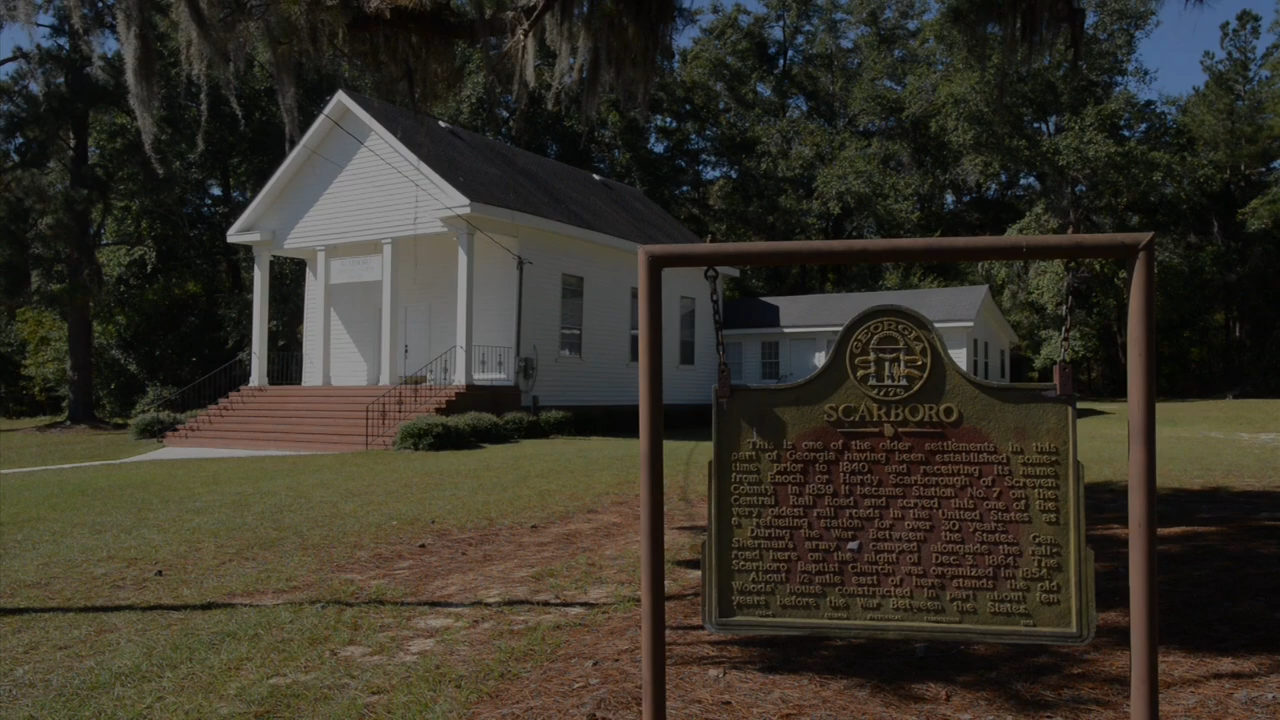 GEORGIA
1776
SCARBORO
This is one of the older settlements in this
part of Georgia having been established some-
time prior to 1840 and receiving its name
from Enoch or Hardy Scarborough of Screven
County. In 1839 it became Station No. 7 on the
Central Rail Road and served this one of the
very oldest rail roads in the United States as
a refueling station for over 30 years.
During the War Between the States, Gen.
Sherman's army camped alongside the rail-
road here on the night of Dec. 3, 1864. The
Scarboro Baptist Church was organized in 1854.
About 1/2 mile east of here stands the old
Woods' house constructed in part about ten
years before the War Between the States.